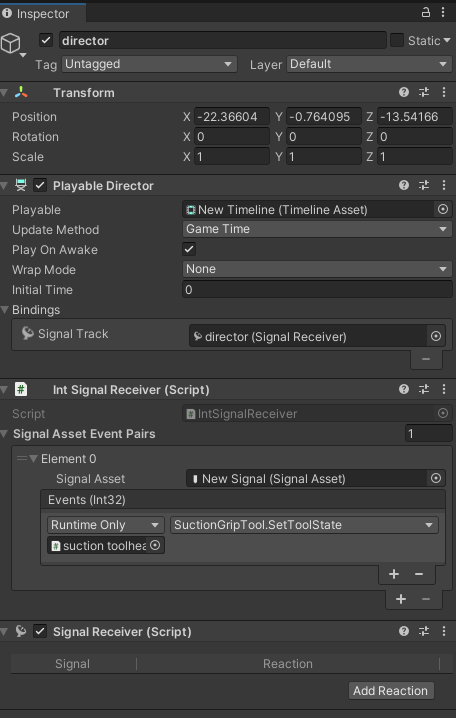 Inspector
director
Static
Tag Untagged Layer Default
Transform
Position X -22.36604 Y -0.764095 Z -13.54166
Rotation X 0 Y 0 Z 0
Scale X 1 Y 1 Z 1
Playable Director
Playable New Timeline (Timeline Asset)
Update Method Game Time
Play On Awake
Wrap Mode None
Initial Time 0
Bindings
Signal Track director (Signal Receiver)
Int Signal Receiver (Script)
Script IntSignalReceiver
Signal Asset Event Pairs 1
Element 0
Signal Asset New Signal (Signal Asset)
Events (Int32)
Runtime Only SuctionGripTool.SetToolState
suction toolhea
Signal Receiver (Script)
Signal Reaction
Add Reaction